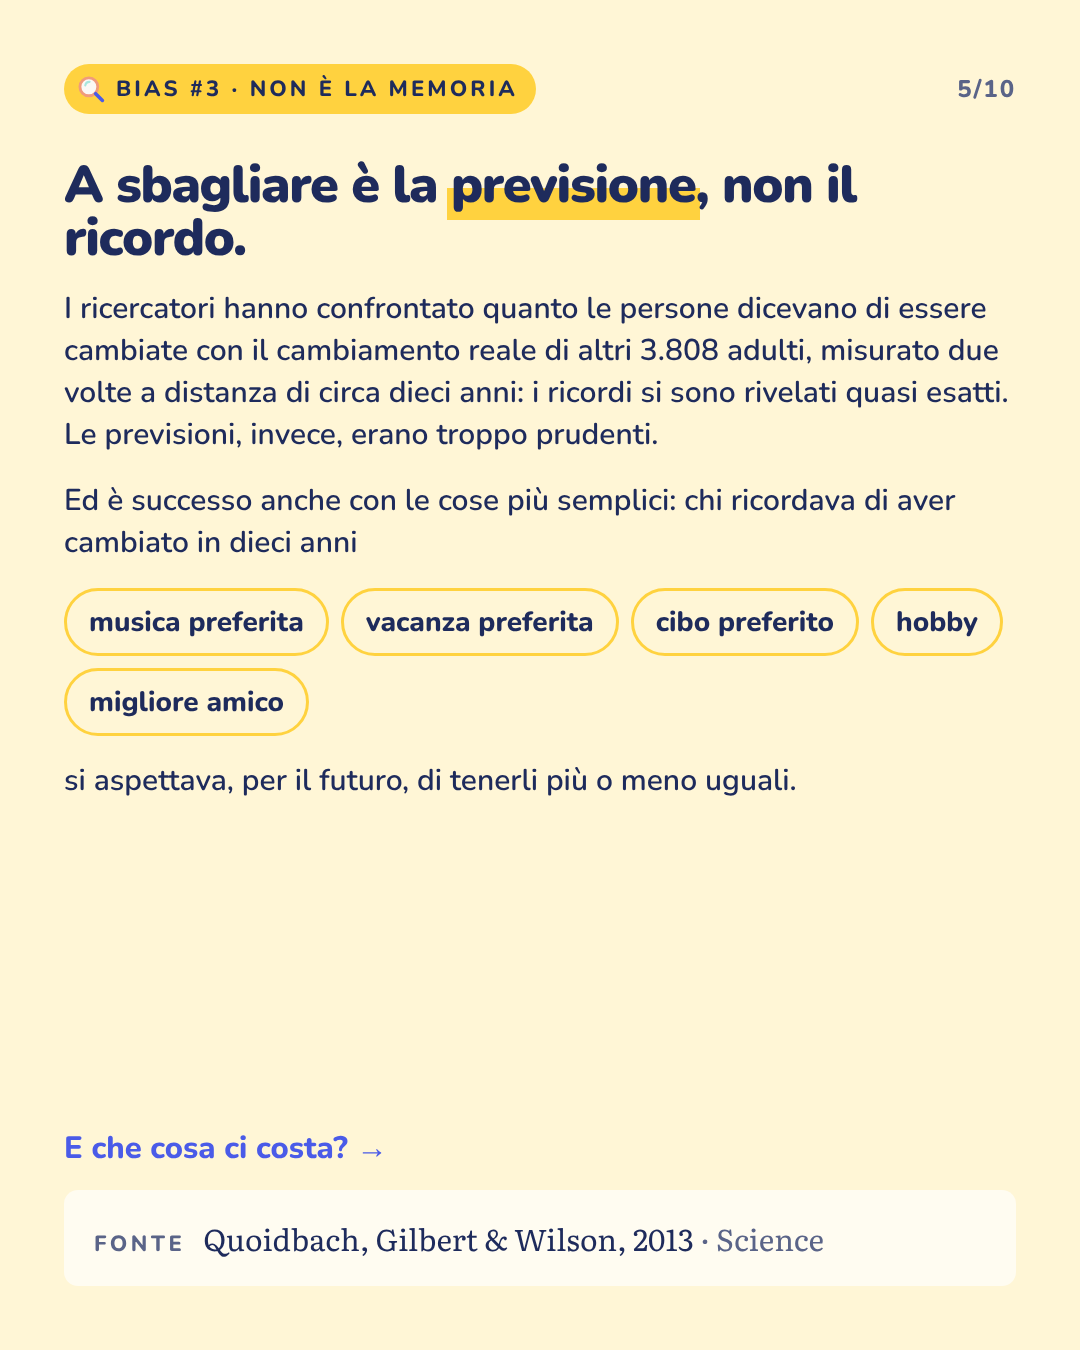 🔍 BIAS #3 · NON È LA MEMORIA
5/10
A sbagliare è la previsione, non il
ricordo.
I ricercatori hanno confrontato quanto le persone dicevano di essere
cambiate con il cambiamento reale di altri 3.808 adulti, misurato due
volte a distanza di circa dieci anni: i ricordi si sono rivelati quasi esatti.
Le previsioni, invece, erano troppo prudenti.
Ed è successo anche con le cose più semplici: chi ricordava di aver
cambiato in dieci anni
musica preferita vacanza preferita cibo preferito hobby
migliore amico
si aspettava, per il futuro, di tenerli più o meno uguali.
E che cosa ci costa? →
FONTE Quoidbach, Gilbert & Wilson, 2013 · Science